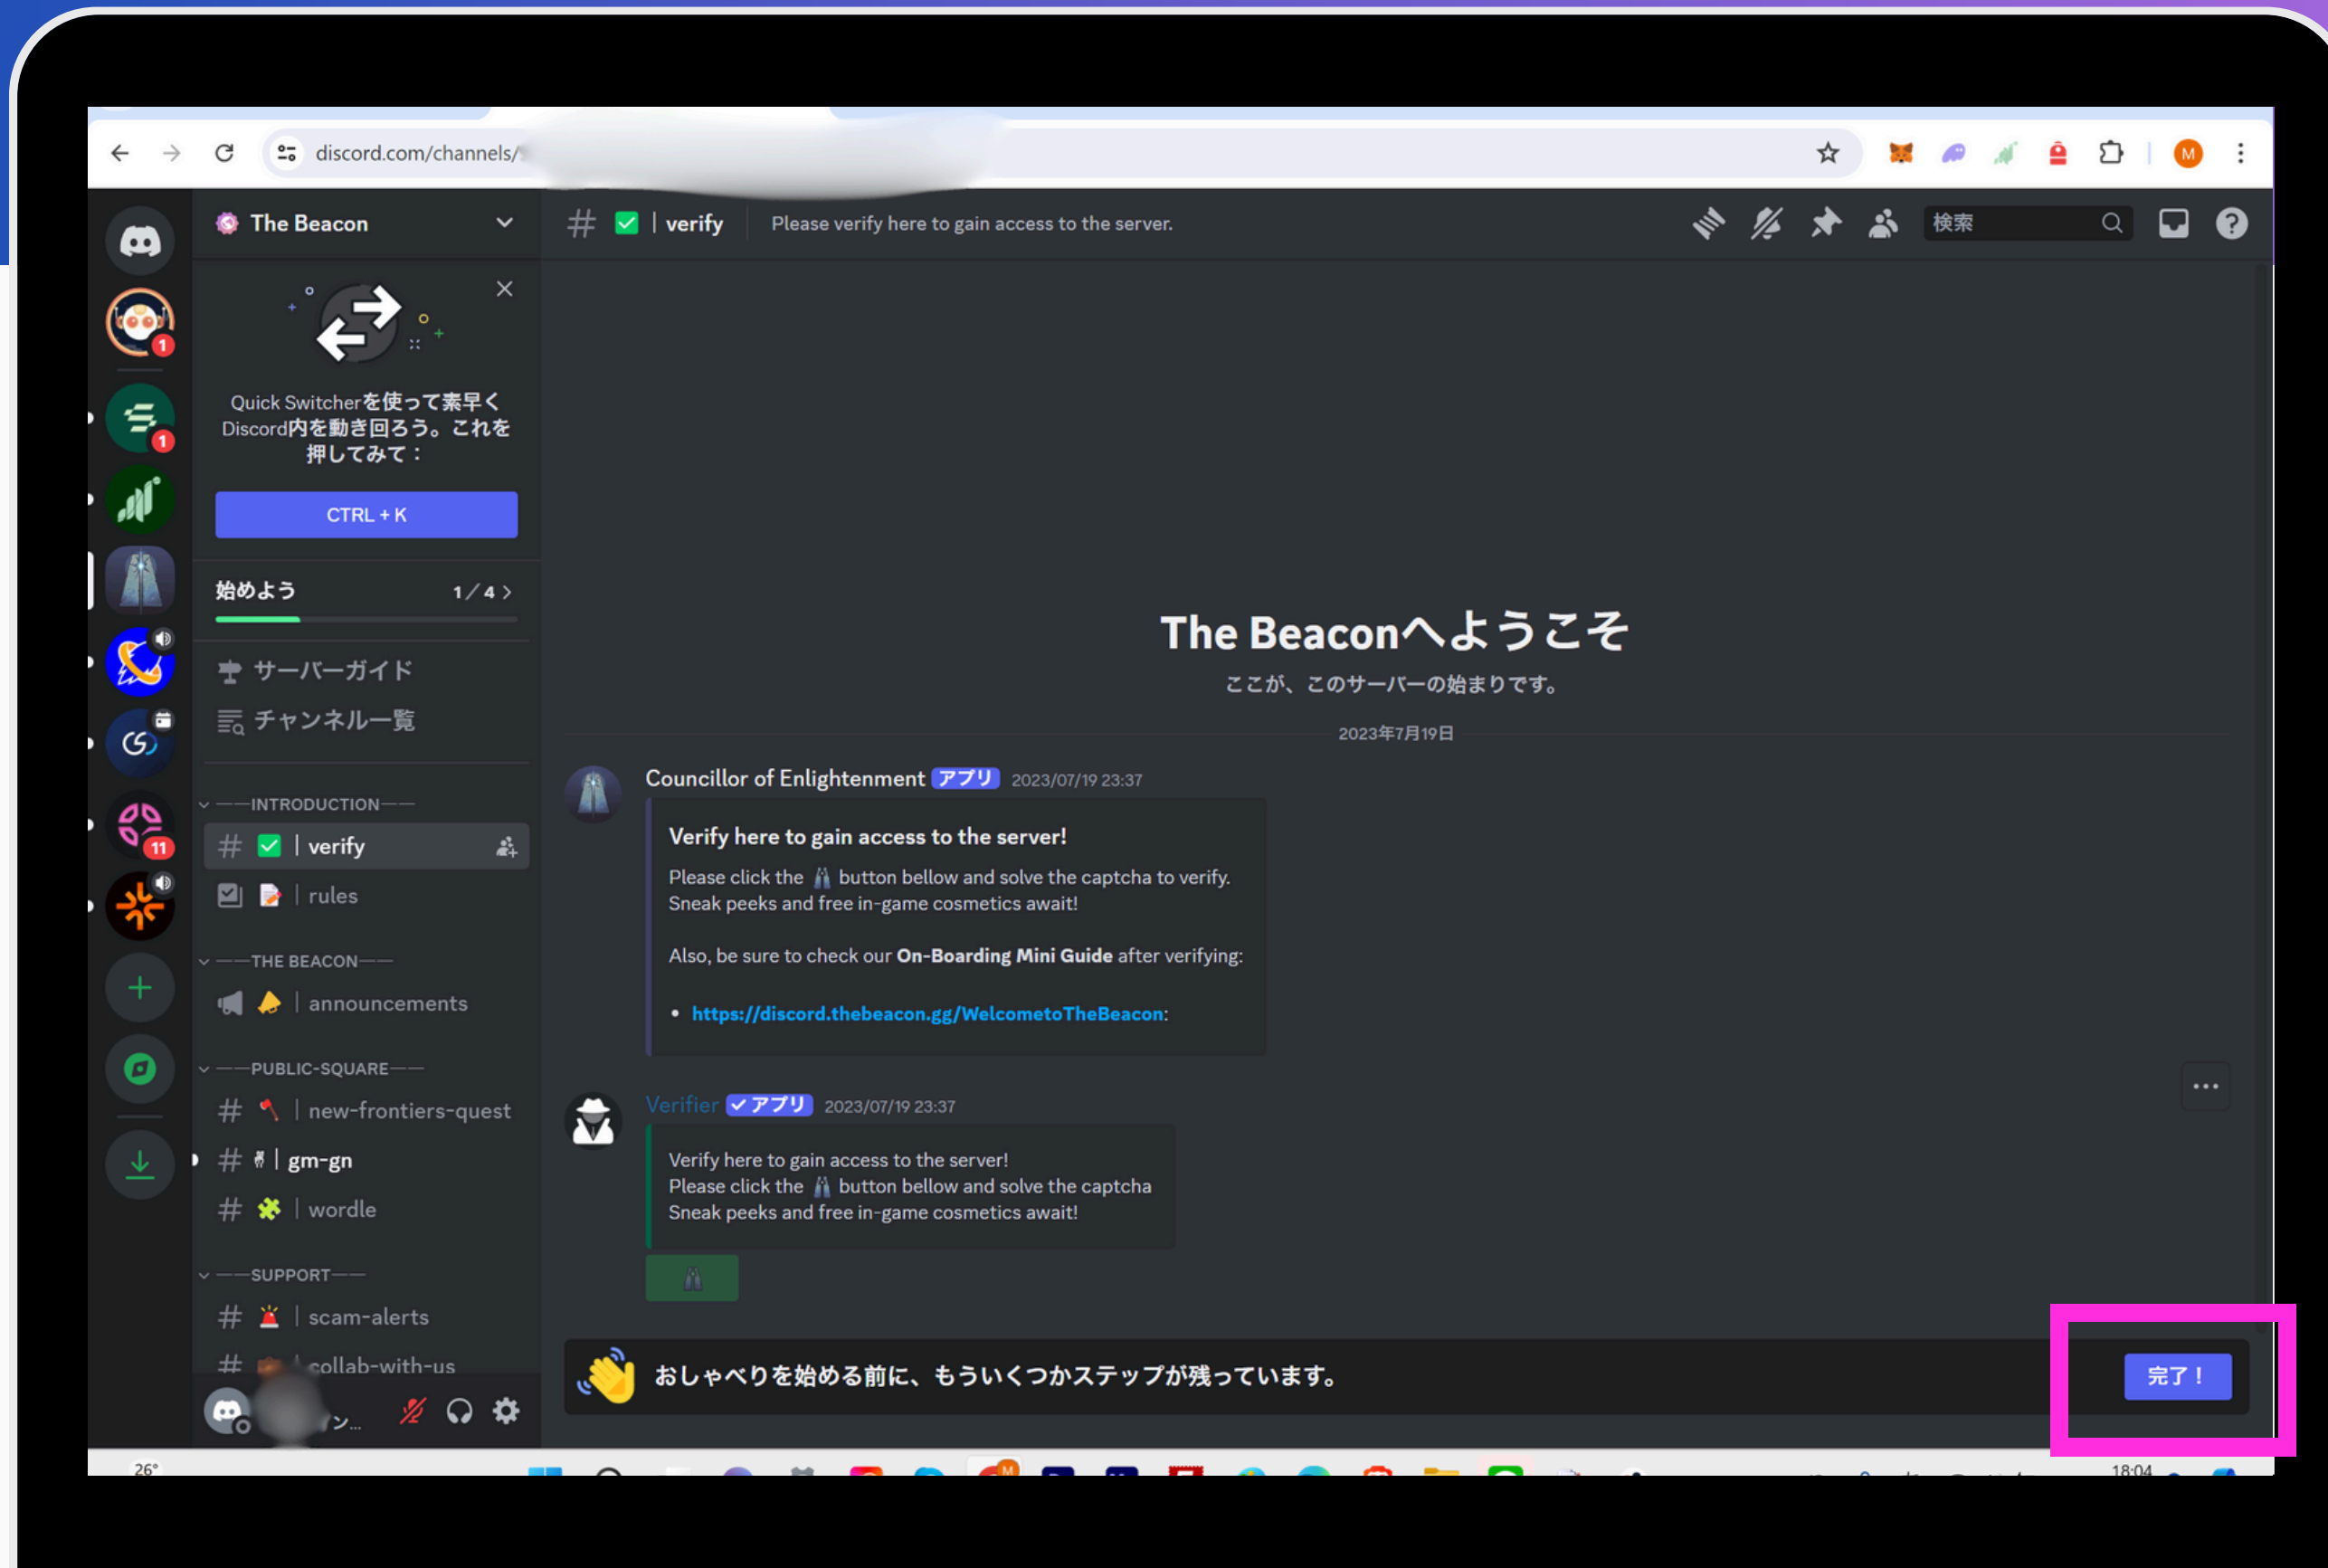 discord.com/channels/
M
The Beacon
| verify
Please verify here to gain access to the server.
検索
Quick Switcherを使って素早く
Discord内を動き回ろう。これを
押してみて：
CTRL + K
始めよう
1／4
サーバーガイド
チャンネル一覧
——INTRODUCTION——
| verify
| rules
——THE BEACON——
| announcements
——PUBLIC-SQUARE——
| new-frontiers-quest
| gm-gn
| wordle
——SUPPORT——
| scam-alerts
collab-with-us
ン...
1
1
11
The Beaconへようこそ
ここが、このサーバーの始まりです。
2023年7月19日
Councillor of Enlightenment アプリ 2023/07/19 23:37
Verify here to gain access to the server!
Please click the button bellow and solve the captcha to verify.
Sneak peeks and free in-game cosmetics await!
Also, be sure to check our On-Boarding Mini Guide after verifying:
• https://discord.thebeacon.gg/WelcometoTheBeacon:
Verifier アプリ 2023/07/19 23:37
Verify here to gain access to the server!
Please click the button bellow and solve the captcha
Sneak peeks and free in-game cosmetics await!
おしゃべりを始める前に、もういくつかステップが残っています。
完了！
26°
M
18:04